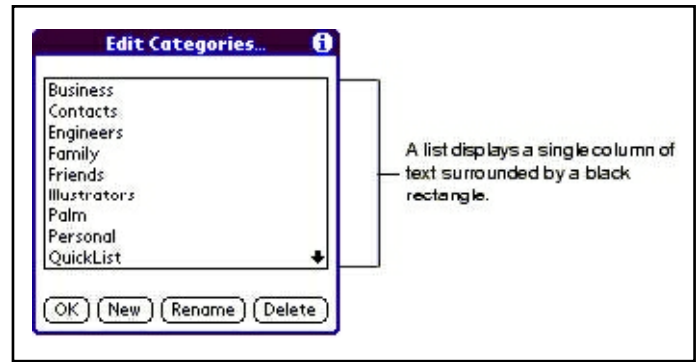 Edit Categories...
Business
Contacts
Engineers
Family
Friends
Illustrators
Palm
Personal
QuickList
OK New Rename Delete
A list displays a single column of
text surrounded by a black
rectangle.